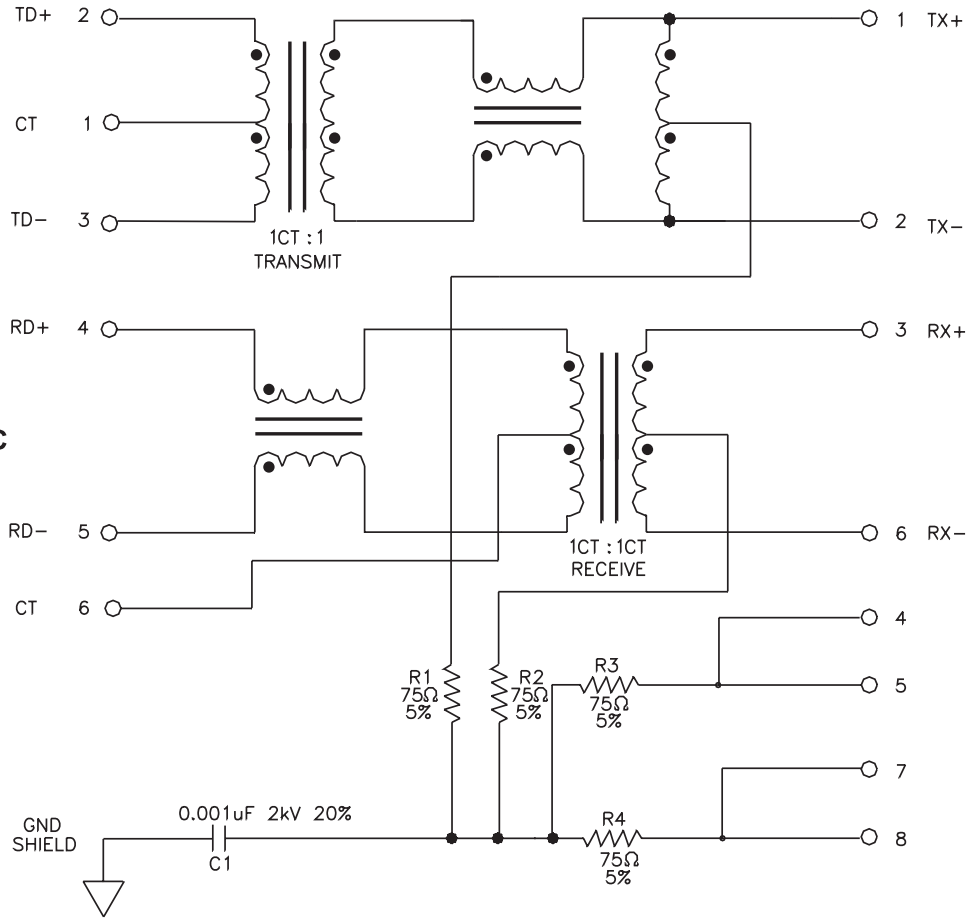 TD+ 2
1 TX+
CT 1
TD- 3
2 TX-
1CT : 1
TRANSMIT
RD+ 4
3 RX+
C
RD- 5
6 RX-
1CT : 1CT
RECEIVE
CT 6
4
R1
75Ω
5%
R2
75Ω
5%
R3
75Ω
5%
5
7
0.001uF 2kV 20%
C1
GND
SHIELD
R4
75Ω
5%
8